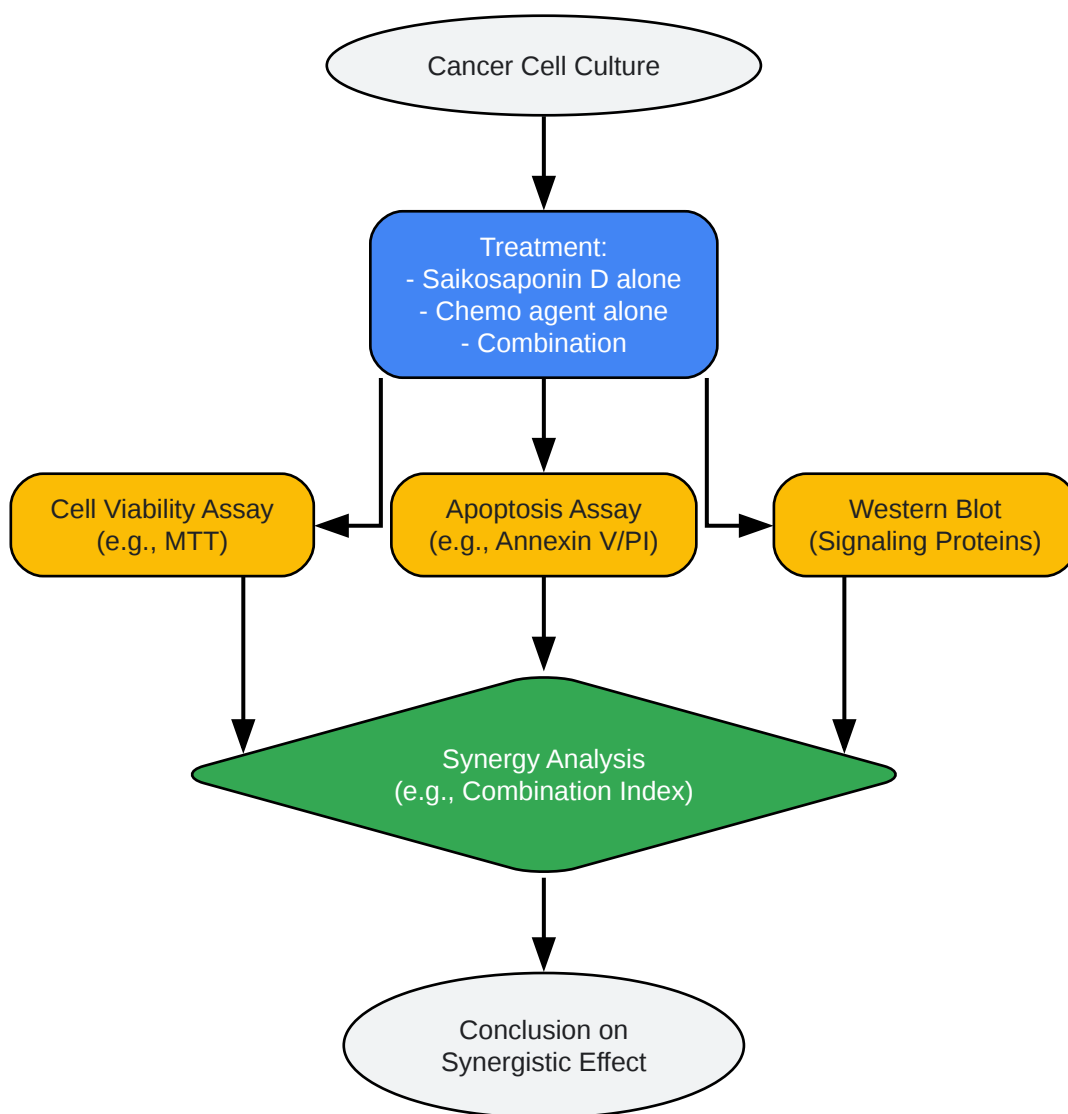 Cancer Cell Culture
Treatment:
- Saikosaponin D alone
- Chemo agent alone
- Combination
Cell Viability Assay
(e.g., MTT)
Apoptosis Assay
(e.g., Annexin V/PI)
Western Blot
(Signaling Proteins)
Synergy Analysis
(e.g., Combination Index)
Conclusion on
Synergistic Effect